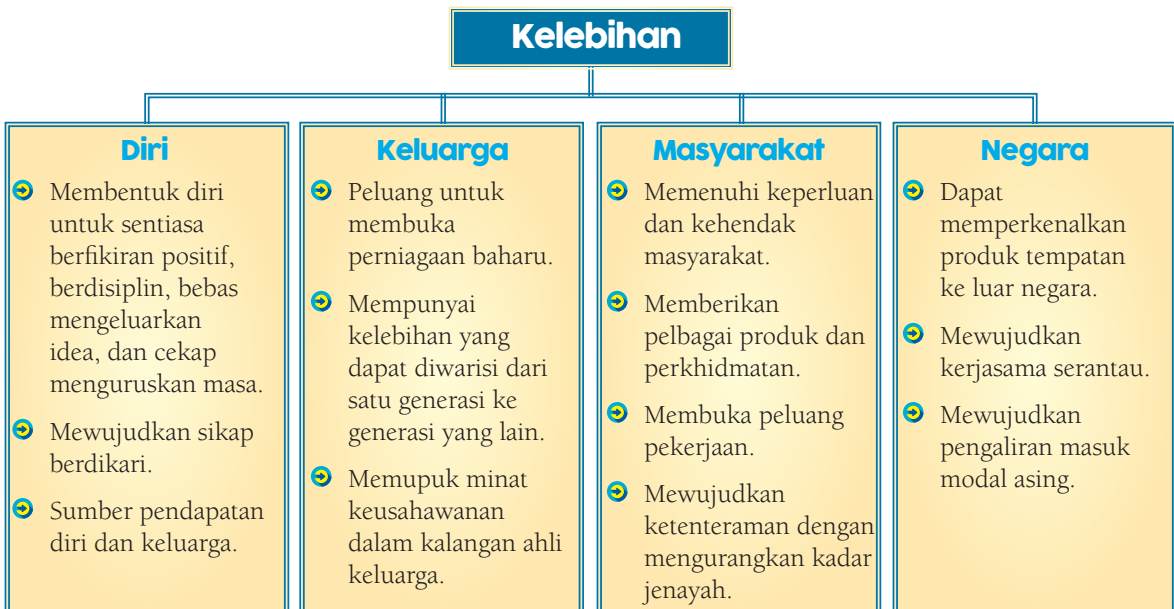 Kelebihan
Diri
Membentuk diri
untuk sentiasa
berfikiran positif,
berdisiplin, bebas
mengeluarkan
idea, dan cekap
menguruskan masa.
Mewujudkan sikap
berdikari.
Sumber pendapatan
diri dan keluarga.
Keluarga
Peluang untuk
membuka
perniagaan baharu.
Mempunyai
kelebihan yang
dapat diwarisi dari
satu generasi ke
generasi yang lain.
Memupuk minat
keusahawanan
dalam kalangan ahli
keluarga.
Masyarakat
Memenuhi keperluan
dan kehendak
masyarakat.
Memberikan
pelbagai produk dan
perkhidmatan.
Membuka peluang
pekerjaan.
Mewujudkan
ketenteraman dengan
mengurangkan kadar
jenayah.
Negara
Dapat
memperkenalkan
produk tempatan
ke luar negara.
Mewujudkan
kerjasama serantau.
Mewujudkan
pengaliran masuk
modal asing.